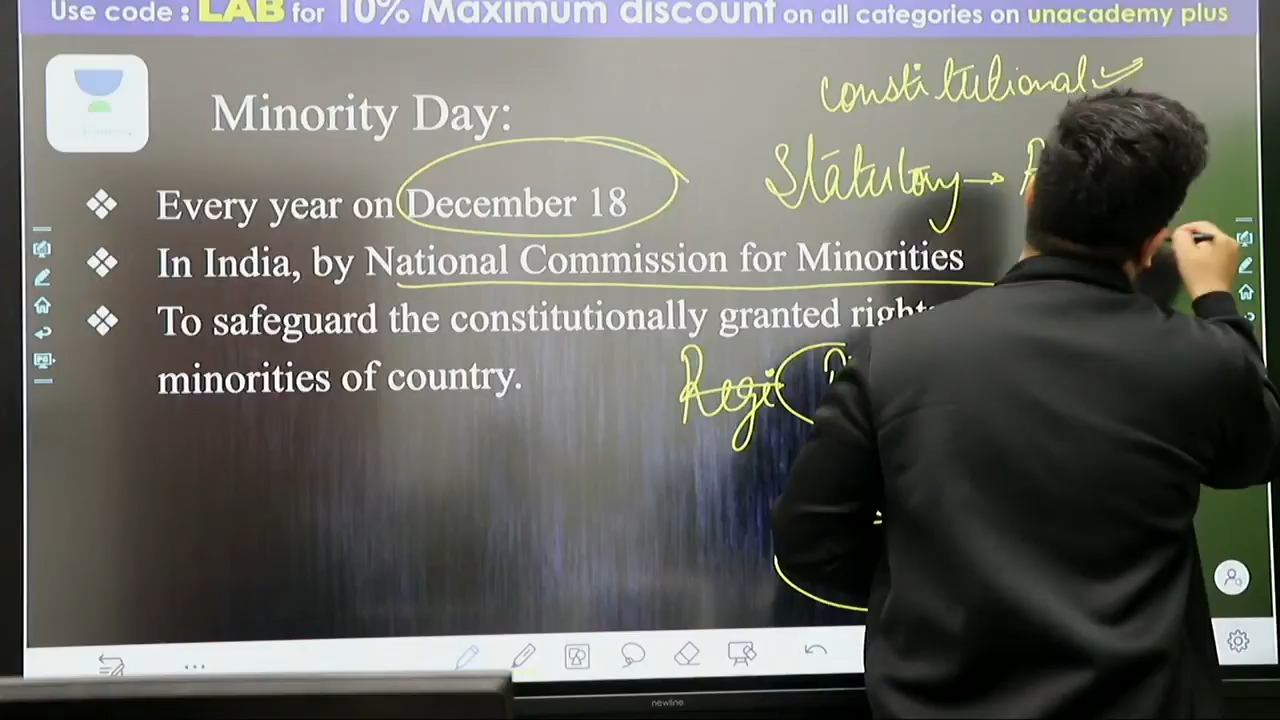 Use code : LAB for 10% Maximum discount on all categories on unacademy plus
constitutional
Minority Day:
Statutory →
Every year on December 18
In India, by National Commission for Minorities
To safeguard the constitutionally granted
minorities of country.
Regi
newline